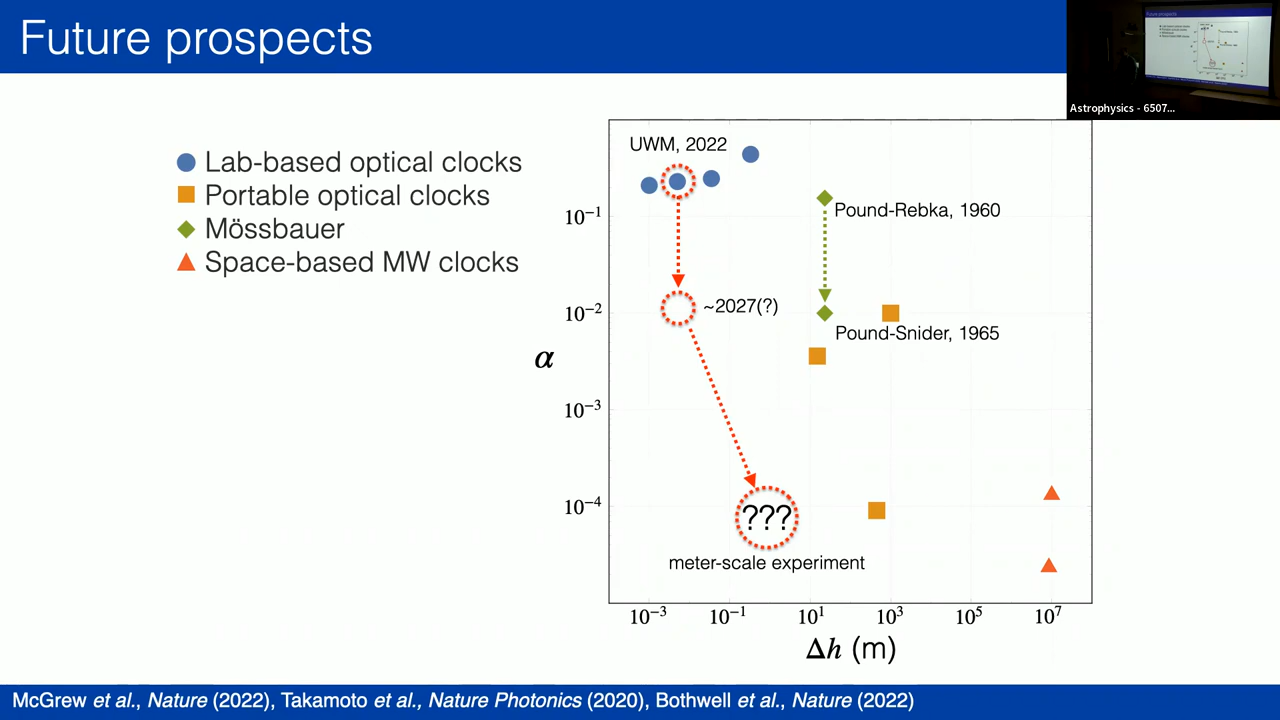 Future prospects
Astrophysics - 6507...
Lab-based optical clocks
Portable optical clocks
Mössbauer
Space-based MW clocks
UWM, 2022
Pound-Rebka, 1960
~2027(?)
Pound-Snider, 1965
???
meter-scale experiment
α
10⁻¹
10⁻²
10⁻³
10⁻⁴
10⁻³ 10⁻¹ 10¹ 10³ 10⁵ 10⁷
Δh (m)
McGrew et al., Nature (2022), Takamoto et al., Nature Photonics (2020), Bothwell et al., Nature (2022)